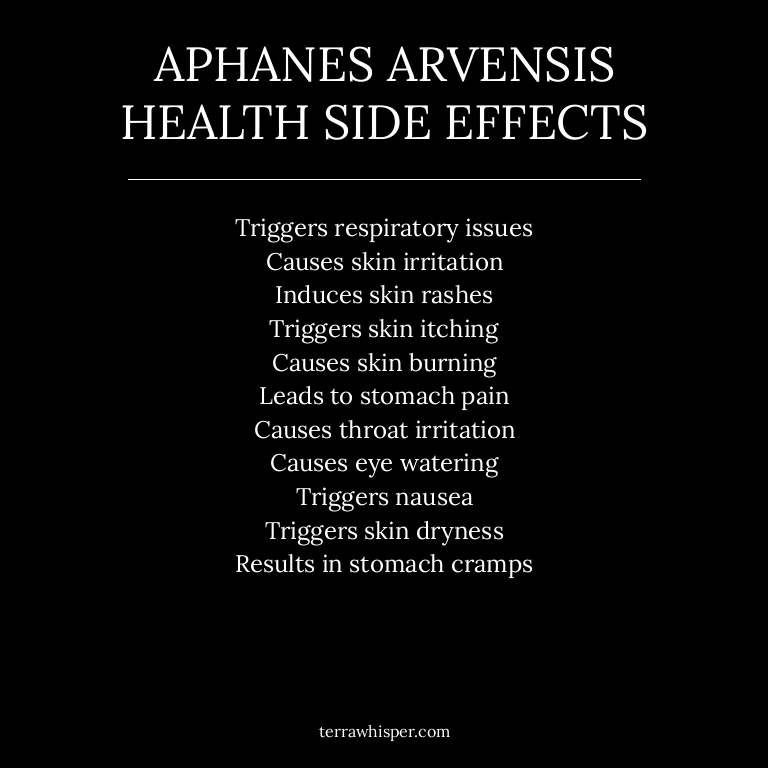 APHANES ARVENSIS
HEALTH SIDE EFFECTS
Triggers respiratory issues
Causes skin irritation
Induces skin rashes
Triggers skin itching
Causes skin burning
Leads to stomach pain
Causes throat irritation
Causes eye watering
Triggers nausea
Triggers skin dryness
Results in stomach cramps
terrawhisper.com